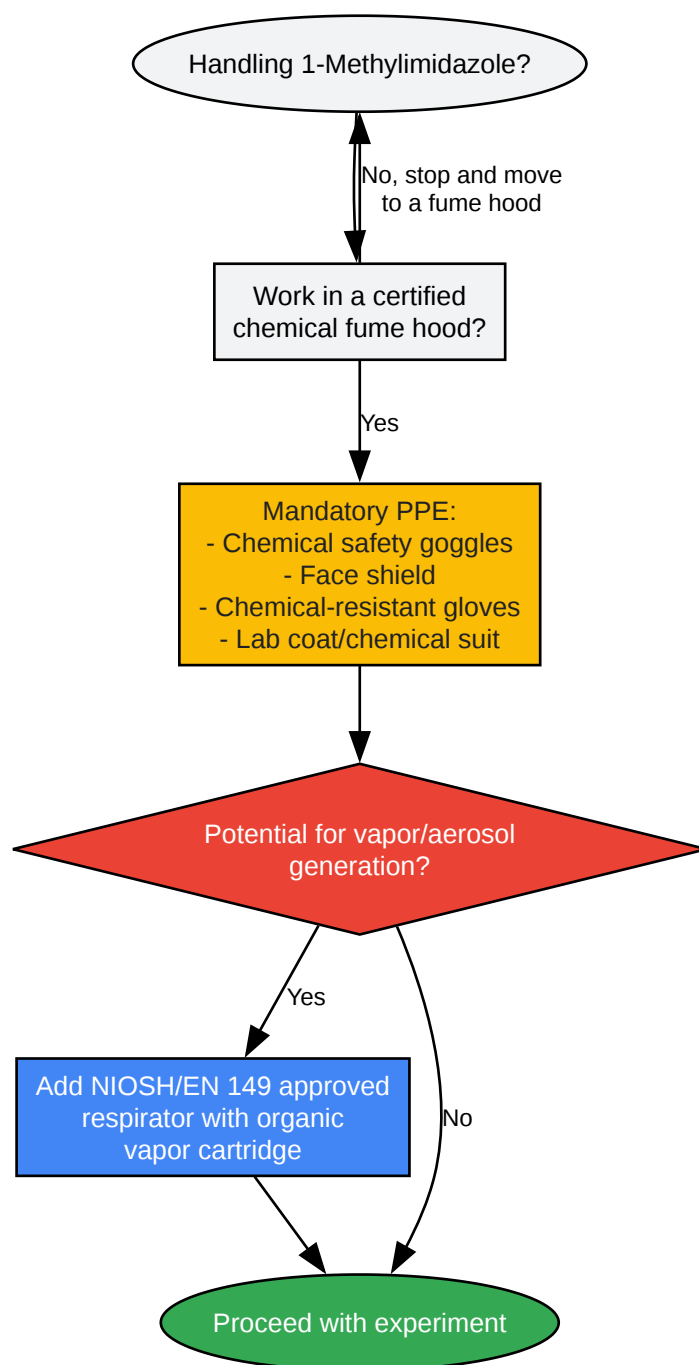 Handling 1-Methylimidazole?
No, stop and move
to a fume hood
Work in a certified
chemical fume hood?
Yes
Mandatory PPE:
- Chemical safety goggles
- Face shield
- Chemical-resistant gloves
- Lab coat/chemical suit
Potential for vapor/aerosol
generation?
Yes
Add NIOSH/EN 149 approved
respirator with organic
vapor cartridge
No
Proceed with experiment